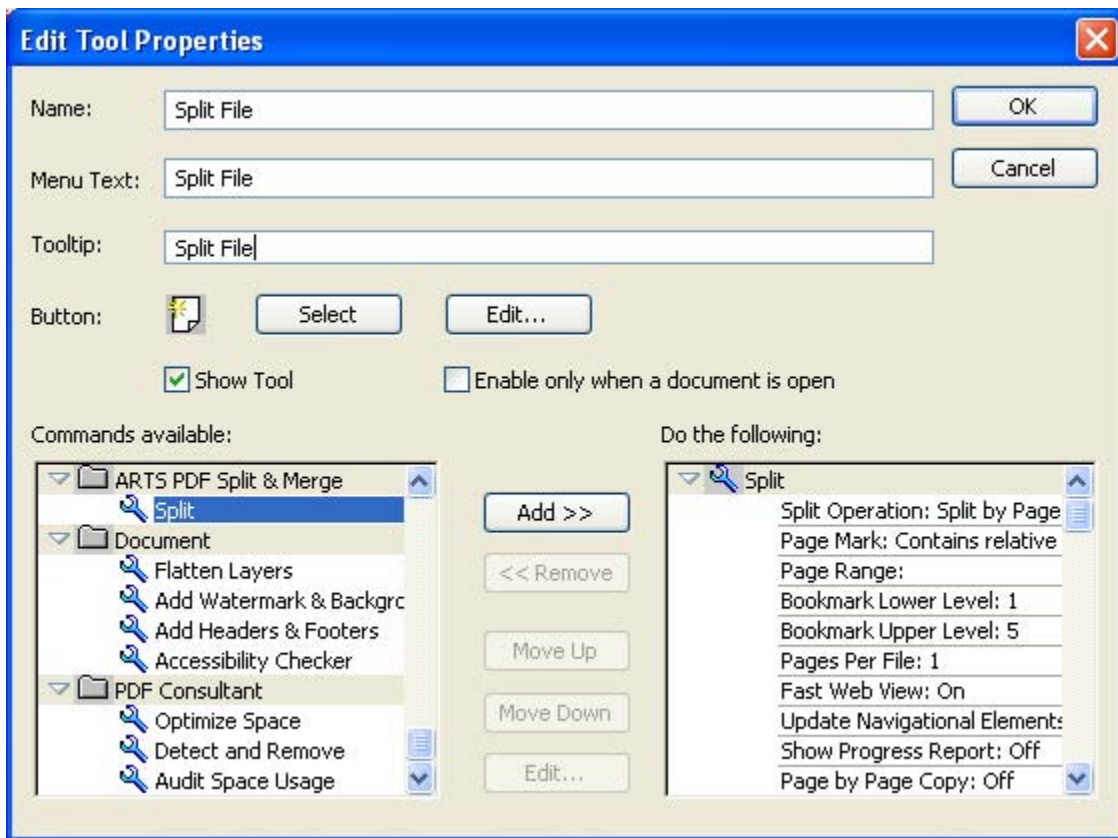 Edit Tool Properties
Name: Split File OK
Menu Text: Split File Cancel
Tooltip: Split File
Button: Select Edit...
Show Tool Enable only when a document is open
Commands available:
ARTS PDF Split & Merge
Split
Document
Flatten Layers
Add Watermark & Backgrc
Add Headers & Footers
Accessibility Checker
PDF Consultant
Optimize Space
Detect and Remove
Audit Space Usage
Add >>
<< Remove
Move Up
Move Down
Edit...
Do the following:
Split
Split Operation: Split by Page
Page Mark: Contains relative
Page Range:
Bookmark Lower Level: 1
Bookmark Upper Level: 5
Pages Per File: 1
Fast Web View: On
Update Navigational Elements
Show Progress Report: Off
Page by Page Copy: Off